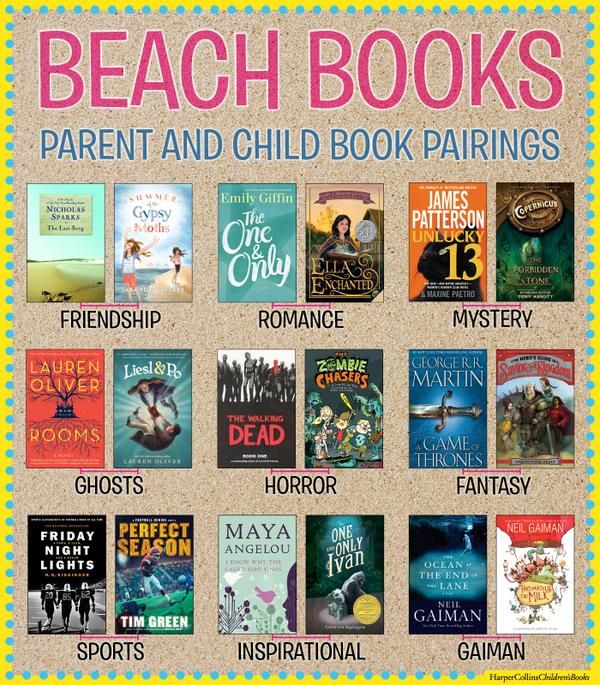 BEACH BOOKS
PARENT AND CHILD BOOK PAIRINGS
NICHOLAS
SPARKS
The Last Song
SUMMER
of the
Gypsy
Moths
Emily Giffin
The
One
&
Only
ELLA
ENCHANTED
JAMES
PATTERSON
UNLUCKY
13
& MAXINE PAETRO
COPERNICUS
THE
FORBIDDEN
STONE
TONY ABBOTT
FRIENDSHIP
ROMANCE
MYSTERY
LAUREN
OLIVER
ROOMS
Liesl & Po
LAUREN OLIVER
THE WALKING
DEAD
BOOK ONE
THE
ZOMBIE
CHASERS
GEORGE R.R.
MARTIN
A GAME OF
THRONES
THE HERO'S GUIDE TO
Saving your Kingdom
GHOSTS
HORROR
FANTASY
FRIDAY
NIGHT
LIGHTS
H.G. BISSINGER
A FOOTBALL GENIUS NOVEL
PERFECT
SEASON
TIM GREEN
MAYA
ANGELOU
I KNOW WHY THE
CAGED BIRD SINGS
THE
ONE
AND ONLY
Ivan
Katherine Applegate
THE
OCEAN AT
THE END OF
THE LANE
NEIL
GAIMAN
NEIL GAIMAN
FORTUNATELY,
THE MILK
SPORTS
INSPIRATIONAL
GAIMAN
HarperCollinsChildren'sBooks